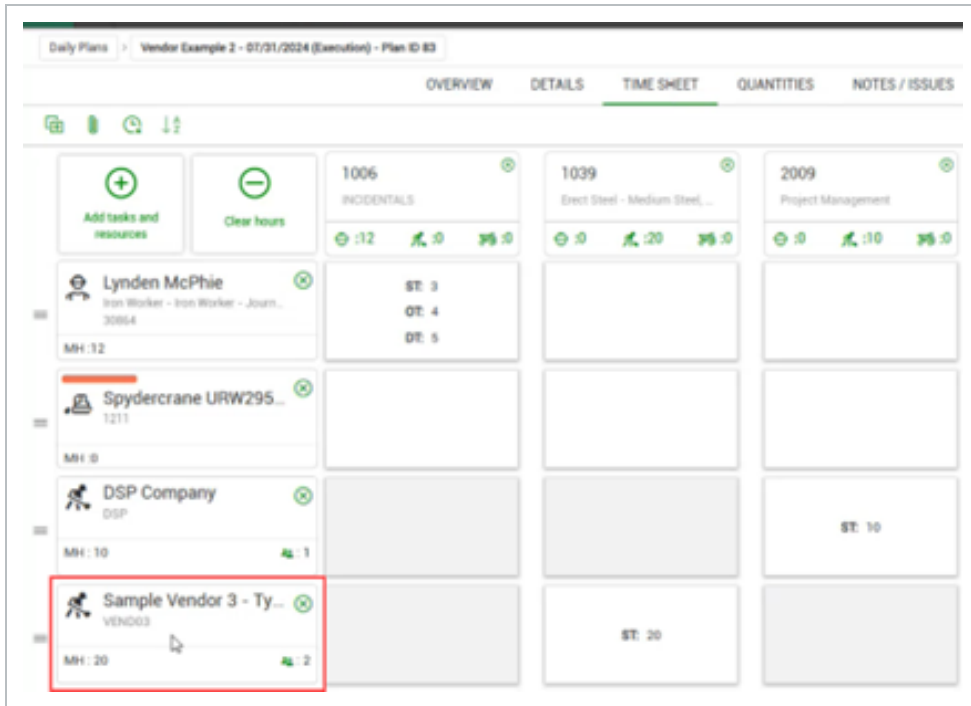 Daily Plans > Vendor Example 2 - 07/31/2024 (Execution) - Plan ID 83
OVERVIEW DETAILS TIME SHEET QUANTITIES NOTES / ISSUES
Add tasks and resources
Clear hours
1006
INCIDENTALS
:12 :0 :0
1039
Erect Steel - Medium Steel, ...
:0 :20 :0
2009
Project Management
:0 :10 :0
Lynden McPhie
Iron Worker - Iron Worker - Journ...
30864
MH :12
ST: 3
OT: 4
DT: 5
Spydercrane URW295...
1211
MH :0
DSP Company
DSP
MH : 10 : 1
ST: 10
Sample Vendor 3 - Ty...
VEND03
MH : 20 : 2
ST: 20